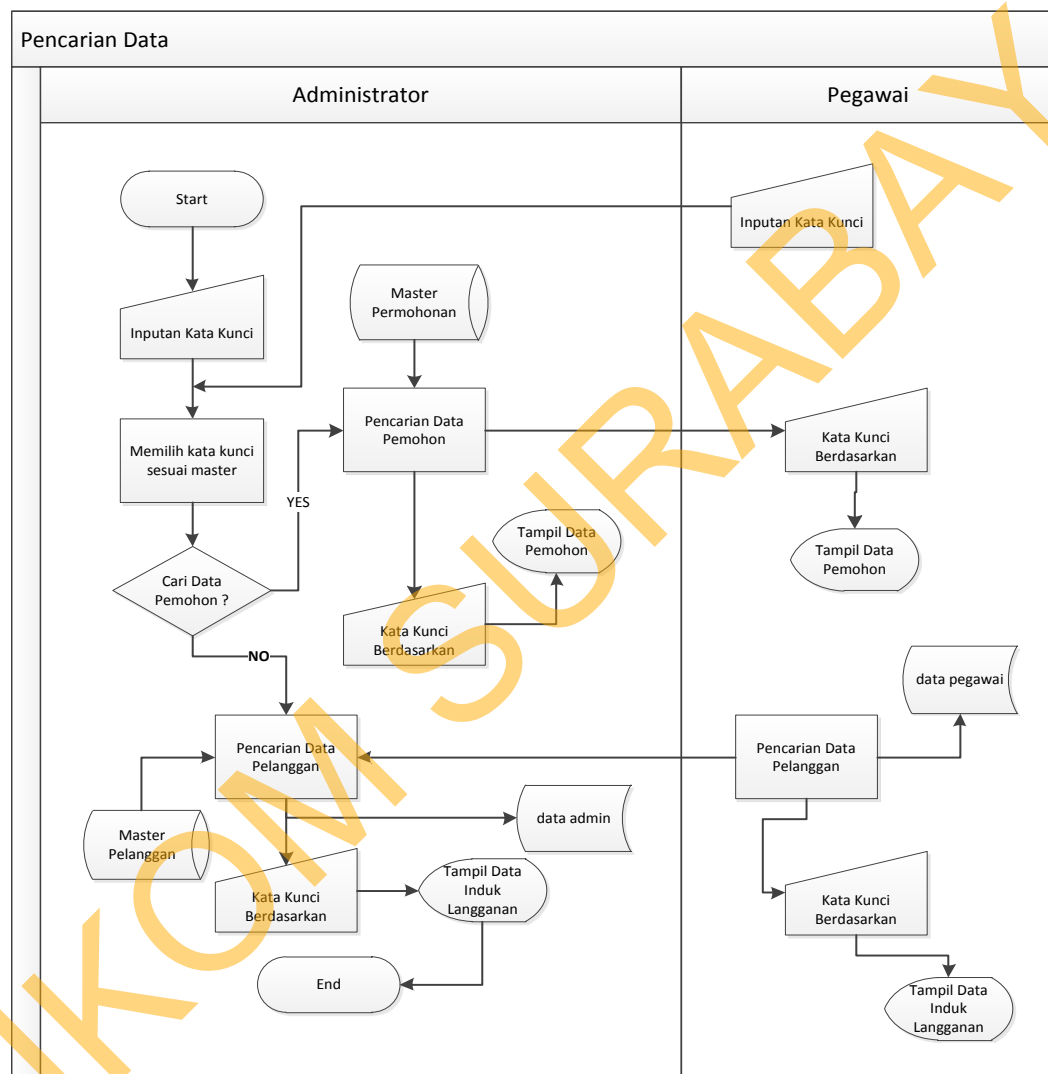 Pencarian Data
Administrator
Pegawai
Start
Inputan Kata Kunci
Inputan Kata Kunci
Master
Permohonan
Memilih kata kunci
sesuai master
Pencarian Data
Pemohon
Kata Kunci
Berdasarkan
YES
Tampil Data
Pemohon
Tampil Data
Pemohon
Cari Data
Pemohon ?
Kata Kunci
Berdasarkan
NO
data pegawai
Pencarian Data
Pelanggan
Pencarian Data
Pelanggan
data admin
Master
Pelanggan
Tampil Data
Induk
Langganan
Kata Kunci
Berdasarkan
Kata Kunci
Berdasarkan
End
Tampil Data
Induk
Langganan
IKOM SURABAY